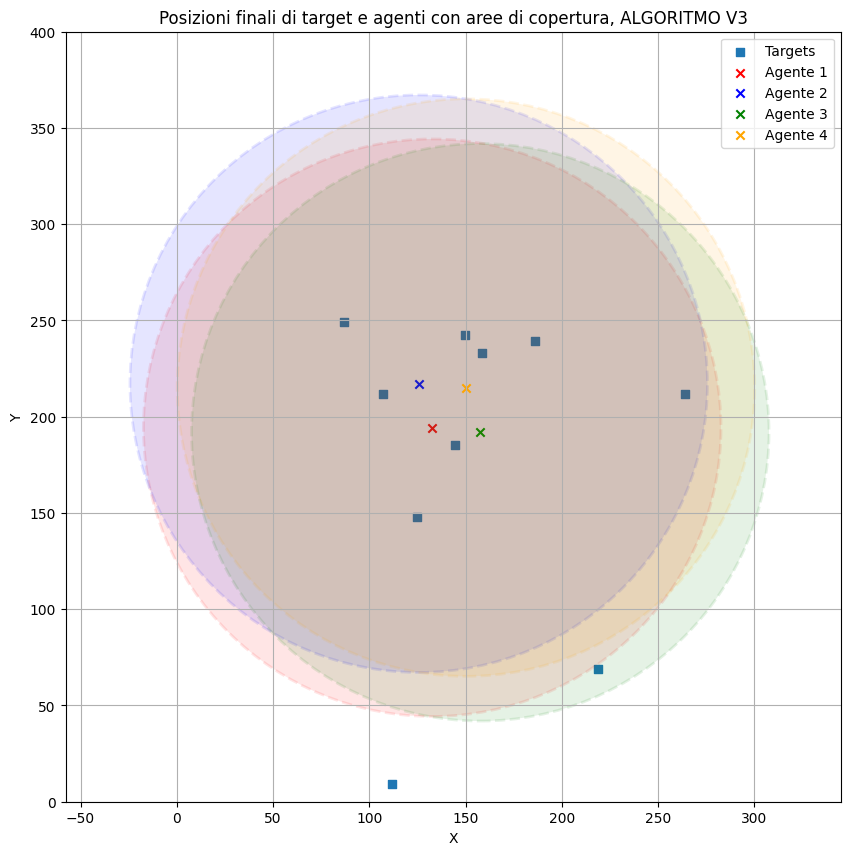 Posizioni finali di target e agenti con aree di copertura, ALGORITMO V3
Targets
Agente 1
Agente 2
Agente 3
Agente 4
400
350
300
250
200
150
100
50
0
Y
−50
0
50
100
150
200
250
300
X